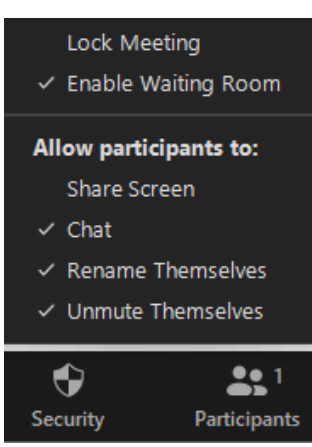 Lock Meeting
✓ Enable Waiting Room
Allow participants to:
Share Screen
✓ Chat
✓ Rename Themselves
✓ Unmute Themselves
1
Security Participants